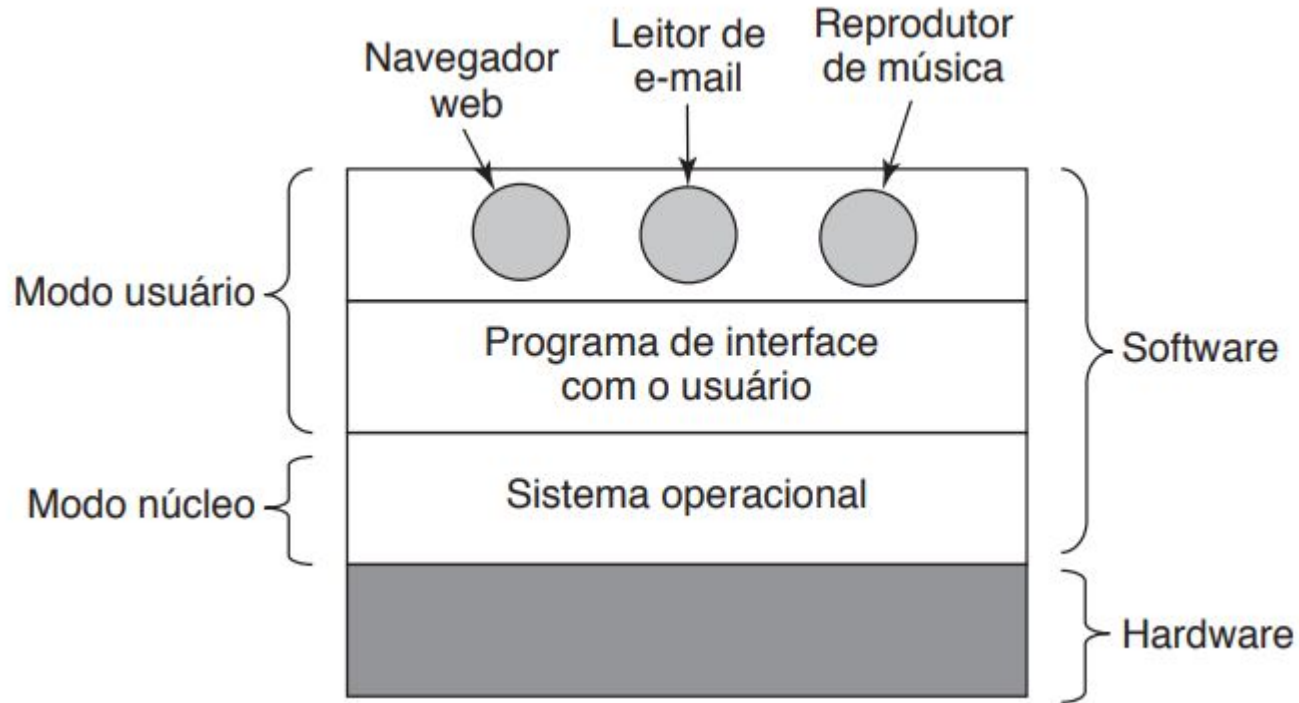 Navegador
web
Leitor de
e-mail
Reprodutor
de música
Modo usuário
Programa de interface
com o usuário
Software
Modo núcleo
Sistema operacional
Hardware